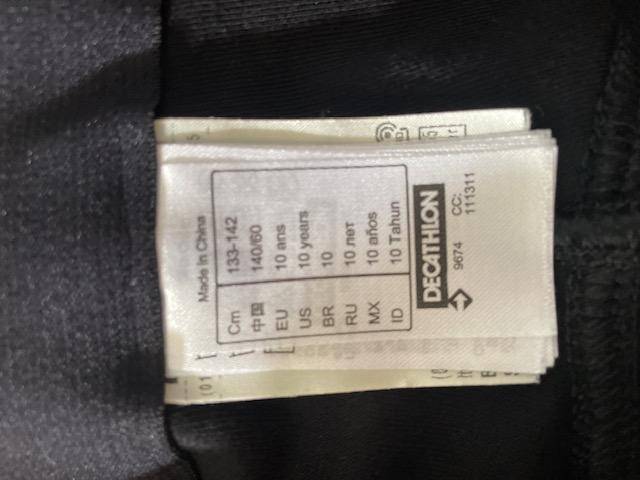 Made In China
Cm 133-142
中国 140/60
EU 10 ans
US 10 years
BR 10
RU 10 лет
MX 10 años
ID 10 Tahun
DECATHLON
9674 CC:
111311